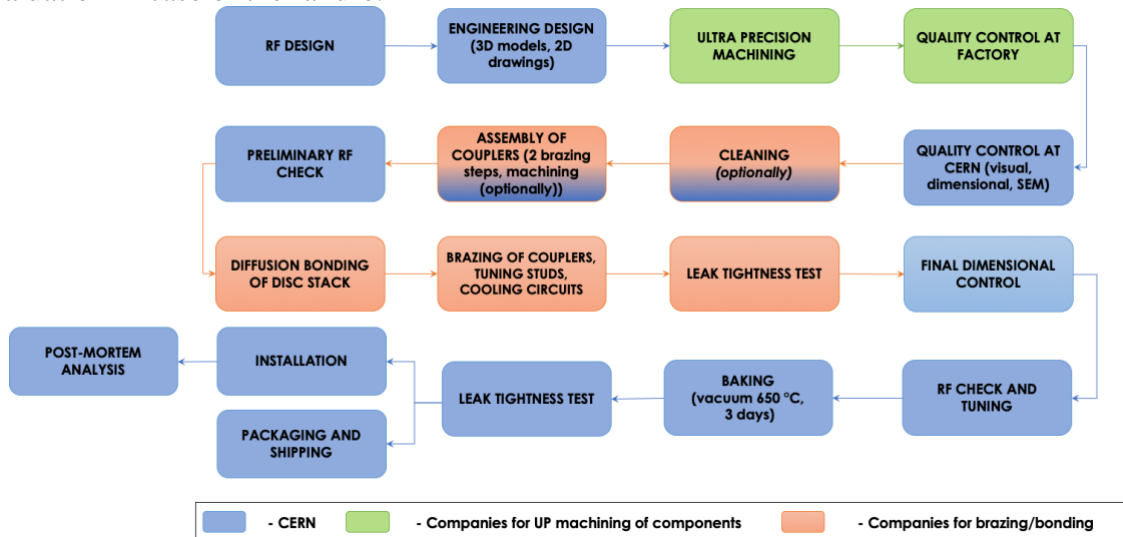 RF DESIGN
ENGINEERING DESIGN
(3D models, 2D
drawings)
ULTRA PRECISION
MACHINING
QUALITY CONTROL AT
FACTORY
PRELIMINARY RF
CHECK
ASSEMBLY OF
COUPLERS (2 brazing
steps, machining
(optionally))
CLEANING
(optionally)
QUALITY CONTROL AT
CERN (visual,
dimensional, SEM)
DIFFUSION BONDING
OF DISC STACK
BRAZING OF COUPLERS,
TUNING STUDS,
COOLING CIRCUITS
LEAK TIGHTNESS TEST
FINAL DIMENSIONAL
CONTROL
POST-MORTEM
ANALYSIS
INSTALLATION
PACKAGING AND
SHIPPING
LEAK TIGHTNESS TEST
BAKING
(vacuum 650 °C,
3 days)
RF CHECK AND
TUNING
- CERN
- Companies for UP machining of components
- Companies for brazing/bonding